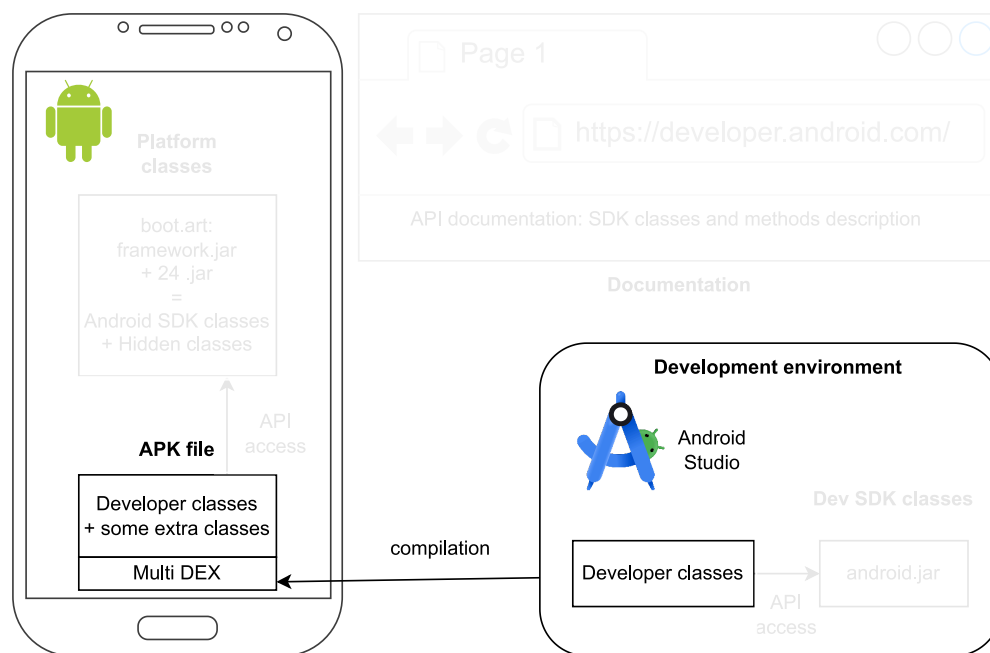 Page 1
https://developer.android.com/
API documentation: SDK classes and methods description
Documentation
Platform
classes
boot.art:
framework.jar
+ 24 .jar
=
Android SDK classes
+ Hidden classes
API
access
APK file
Developer classes
+ some extra classes
Multi DEX
compilation
Development environment
Android
Studio
Dev SDK classes
Developer classes
android.jar
API
access